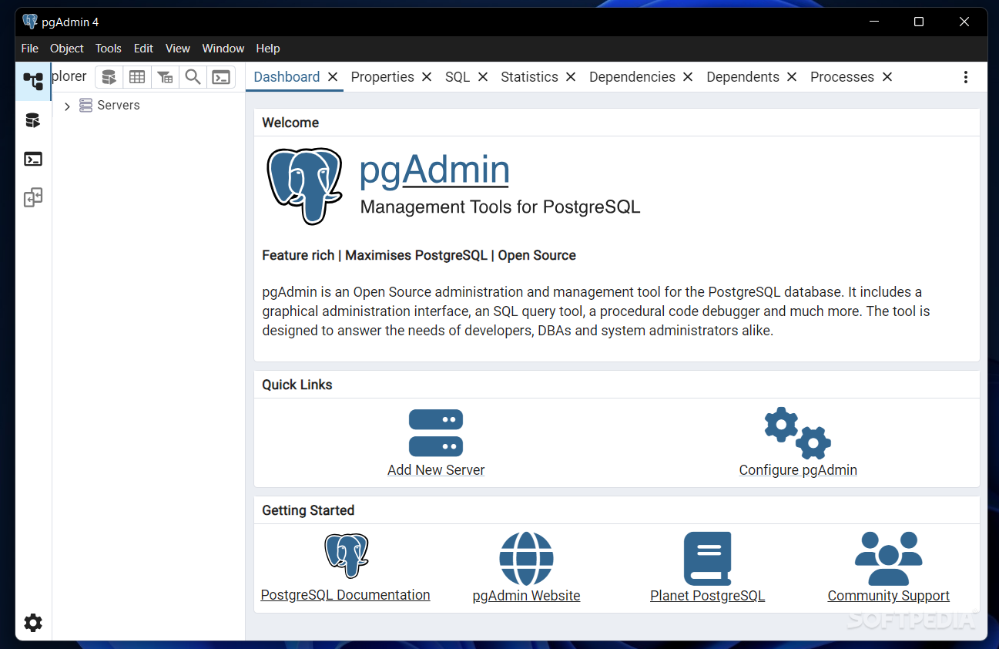 pgAdmin 4
File Object Tools Edit View Window Help
plorer
Dashboard Properties SQL Statistics Dependencies Dependents Processes
Servers
Welcome
pgAdmin
Management Tools for PostgreSQL
Feature rich | Maximises PostgreSQL | Open Source
pgAdmin is an Open Source administration and management tool for the PostgreSQL database. It includes a
graphical administration interface, an SQL query tool, a procedural code debugger and much more. The tool is
designed to answer the needs of developers, DBAs and system administrators alike.
Quick Links
Add New Server Configure pgAdmin
Getting Started
PostgreSQL Documentation pgAdmin Website Planet PostgreSQL Community Support
SOFTPEDIA